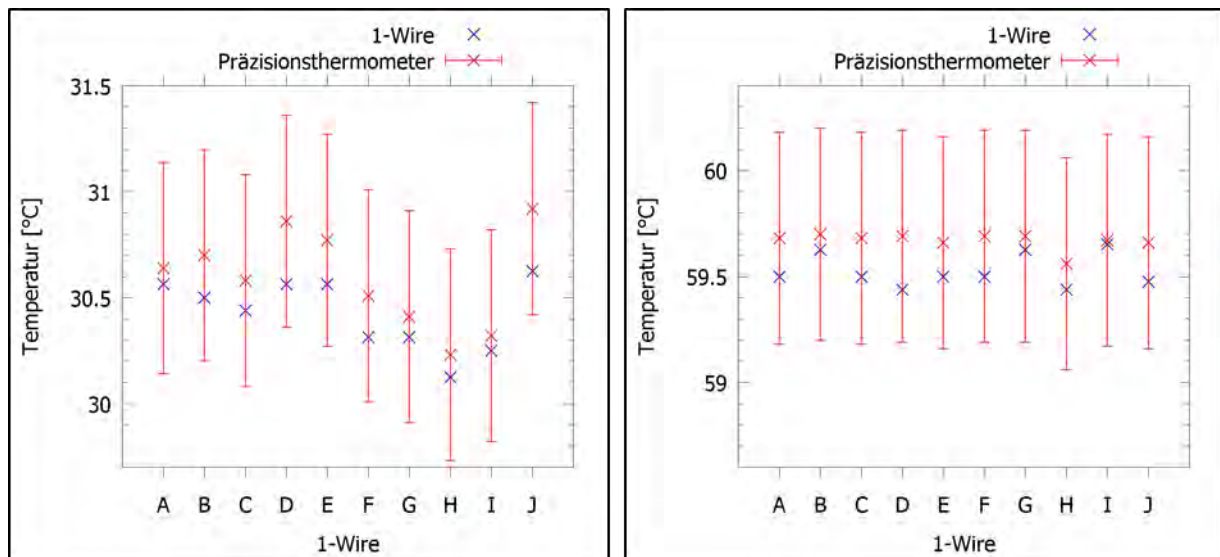 1-Wire
Präzisionsthermometer
31.5
31
30.5
30
Temperatur [°C]
A B C D E F G H I J
1-Wire
1-Wire
Präzisionsthermometer
60
59.5
59
Temperatur [°C]
A B C D E F G H I J
1-Wire